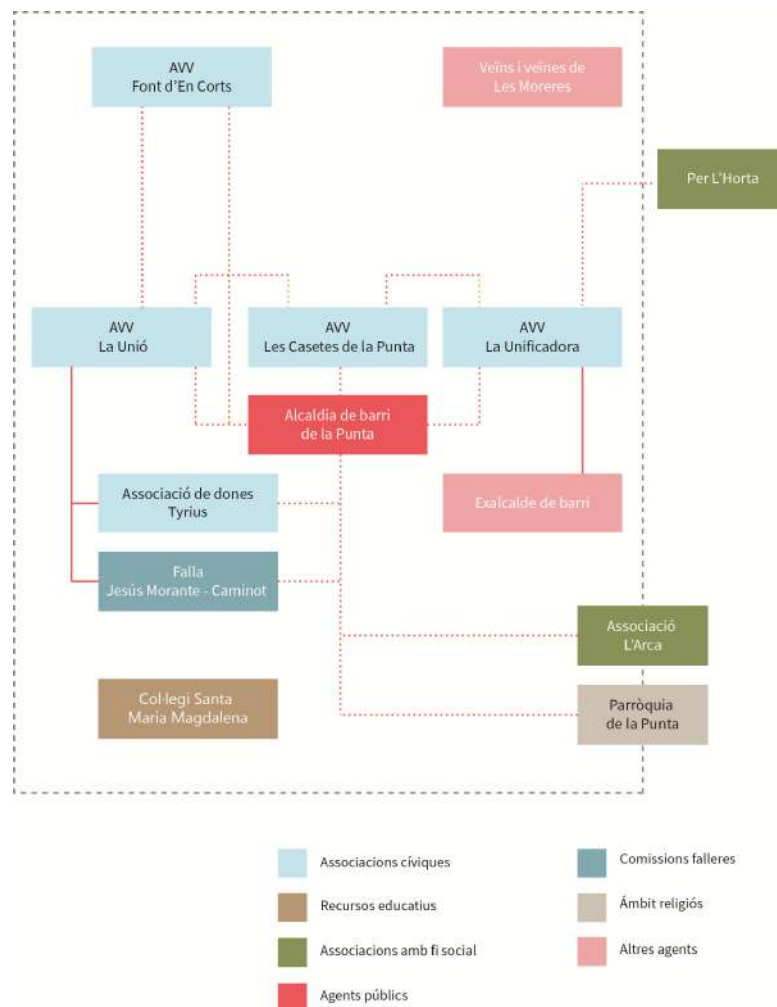 AVV
Font d'En Corts
Veïns i veïnes de
Les Moreres
Per L'Horta
AVV
La Unió
AVV
Les Casetes de la Punta
AVV
La Unificadora
Alcaldia de barri
de la Punta
Associació de dones
Tyrius
Exalcalde de barri
Falla
Jesús Morante - Caminot
Associació
L'Arca
Col·legi Santa
Maria Magdalena
Parròquia
de la Punta
Associacions cíviques
Comissions falleres
Recursos educatius
Ámbit religiós
Associacions amb fi social
Altres agents
Agents públics